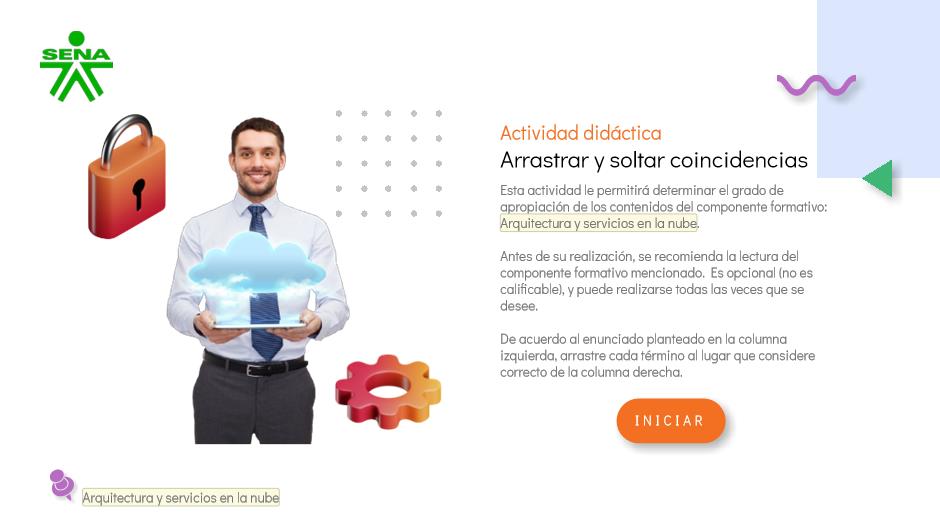 SENA
Actividad didáctica
Arrastrar y soltar coincidencias
Esta actividad le permitirá determinar el grado de
apropiación de los contenidos del componente formativo:
Arquitectura y servicios en la nube.
Antes de su realización, se recomienda la lectura del
componente formativo mencionado. Es opcional (no es
calificable), y puede realizarse todas las veces que se
desee.
De acuerdo al enunciado planteado en la columna
izquierda, arrastre cada término al lugar que considere
correcto de la columna derecha.
INICIAR
Arquitectura y servicios en la nube